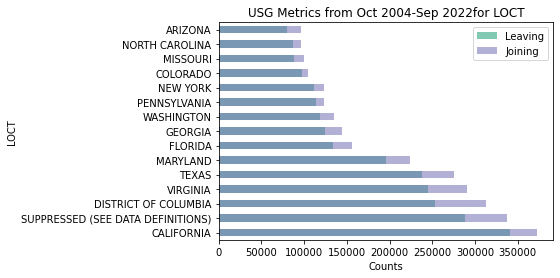 USG Metrics from Oct 2004-Sep 2022for LOCT
Leaving
Joining
LOCT
ARIZONA
NORTH CAROLINA
MISSOURI
COLORADO
NEW YORK
PENNSYLVANIA
WASHINGTON
GEORGIA
FLORIDA
MARYLAND
TEXAS
VIRGINIA
DISTRICT OF COLUMBIA
SUPPRESSED (SEE DATA DEFINITIONS)
CALIFORNIA
0 50000 100000 150000 200000 250000 300000 350000
Counts